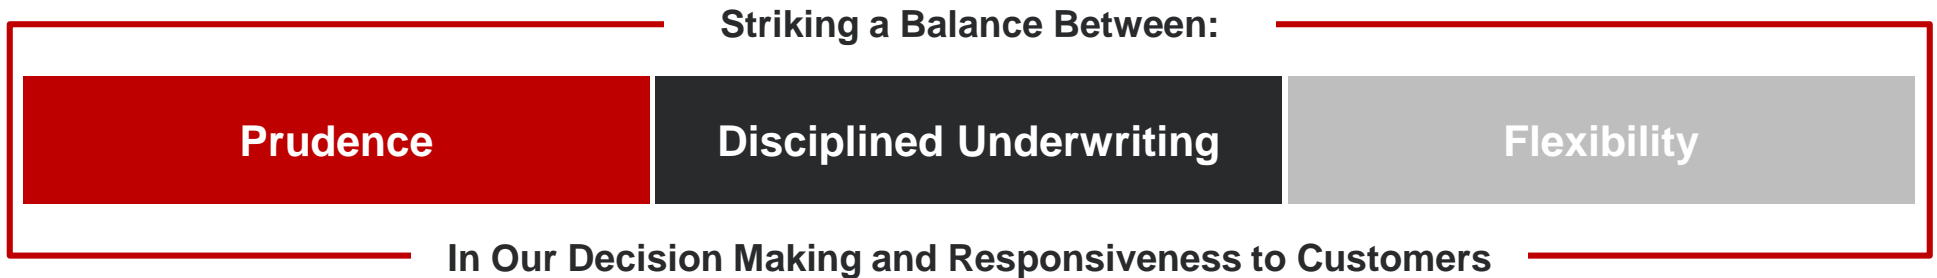 Striking a Balance Between:
Prudence
Disciplined Underwriting
Flexibility
In Our Decision Making and Responsiveness to Customers